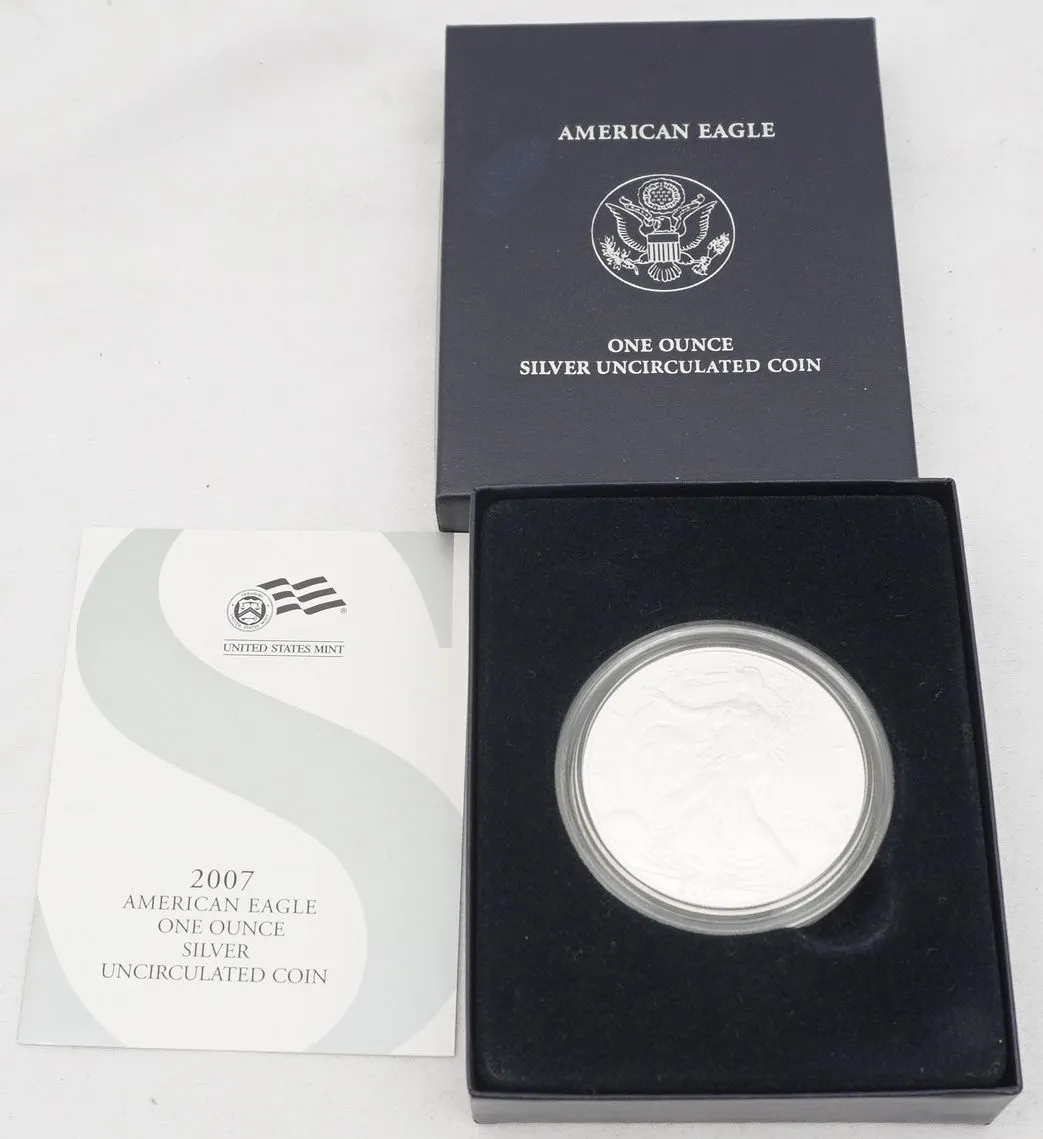 AMERICAN EAGLE
ONE OUNCE
SILVER UNCIRCULATED COIN
UNITED STATES MINT
2007
AMERICAN EAGLE
ONE OUNCE
SILVER
UNCIRCULATED COIN